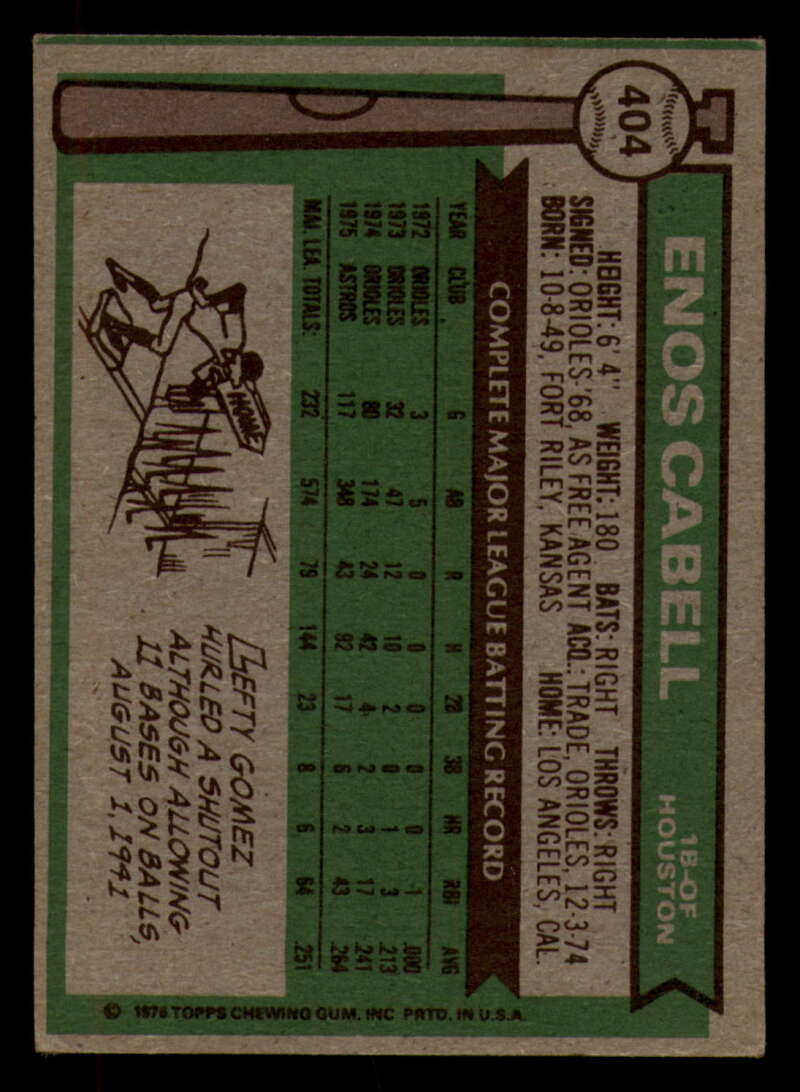 404
ENOS CABELL
1B-OF
HOUSTON
HEIGHT: 6' 4" WEIGHT: 180 BATS: RIGHT THROWS: RIGHT
SIGNED: ORIOLES-'68, AS FREE AGENT ACQ.: TRADE, ORIOLES, 12-3-74
BORN: 10-8-49, FORT RILEY, KANSAS HOME: LOS ANGELES, CAL.
COMPLETE MAJOR LEAGUE BATTING RECORD
YEAR CLUB G AB R H 2B 3B HR RBI AVG
1972 ORIOLES 3 5 0 0 0 0 0 1 .000
1973 ORIOLES 32 47 12 10 2 0 1 3 .213
1974 ORIOLES 80 174 24 42 4 2 3 17 .241
1975 ASTROS 117 348 43 92 17 6 2 43 .264
MAJ. LEA. TOTALS: 232 574 79 144 23 8 6 64 .251
HOME
LEFTY GOMEZ
HURLED A SHUTOUT
ALTHOUGH ALLOWING
11 BASES ON BALLS,
AUGUST 1, 1941
© 1976 TOPPS CHEWING GUM, INC PRTD. IN U.S.A.